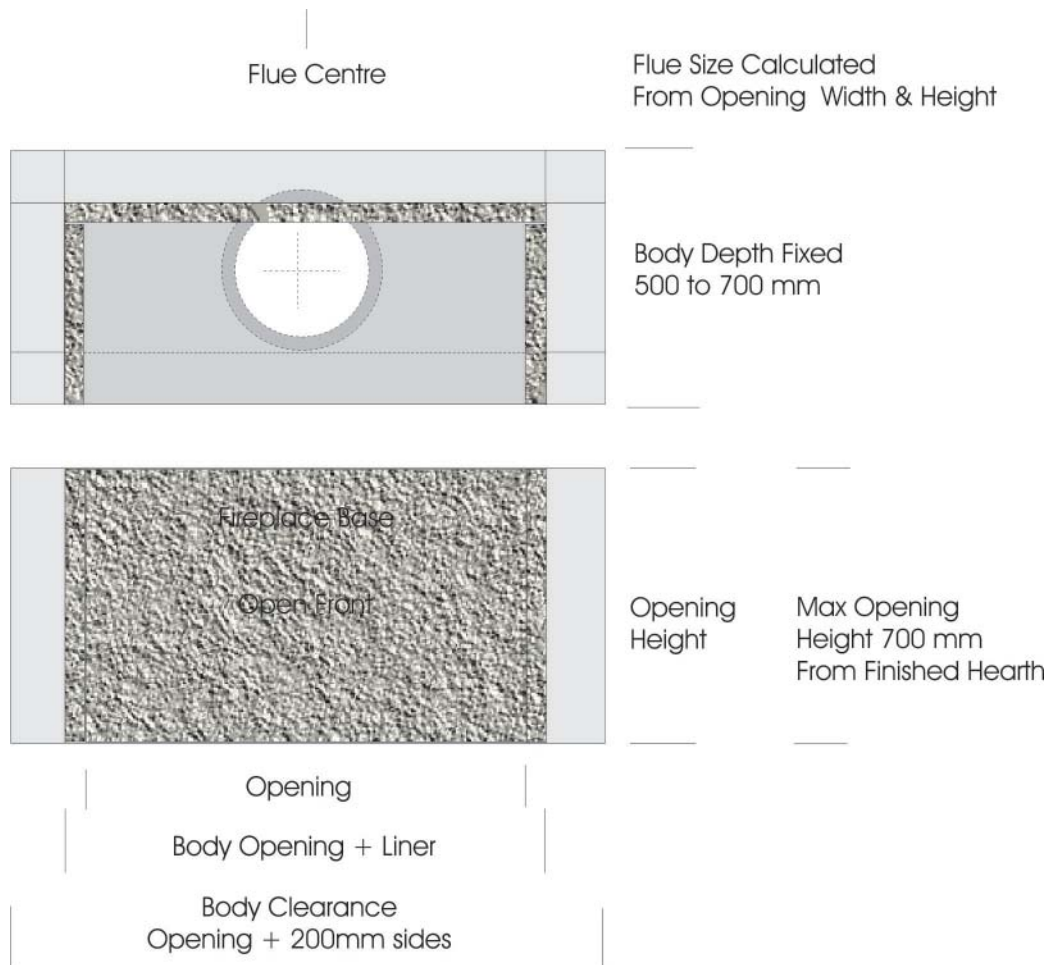 Flue Centre
Flue Size Calculated
From Opening Width & Height
Body Depth Fixed
500 to 700 mm
Fireplace Base
Open Front
Opening
Height
Max Opening
Height 700 mm
From Finished Hearth
Opening
Body Opening + Liner
Body Clearance
Opening + 200mm sides